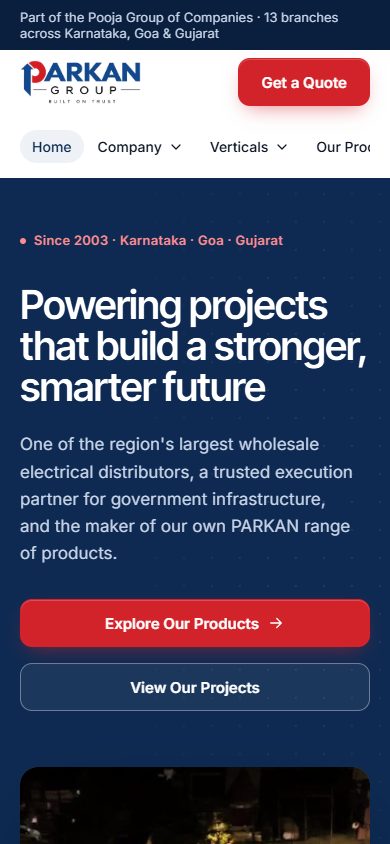 Part of the Pooja Group of Companies · 13 branches
across Karnataka, Goa & Gujarat
PARKAN
GROUP
BUILT ON TRUST
Get a Quote
Home Company Verticals Our Proc
Since 2003 · Karnataka · Goa · Gujarat
Powering projects
that build a stronger,
smarter future
One of the region's largest wholesale
electrical distributors, a trusted execution
partner for government infrastructure,
and the maker of our own PARKAN range
of products.
Explore Our Products →
View Our Projects